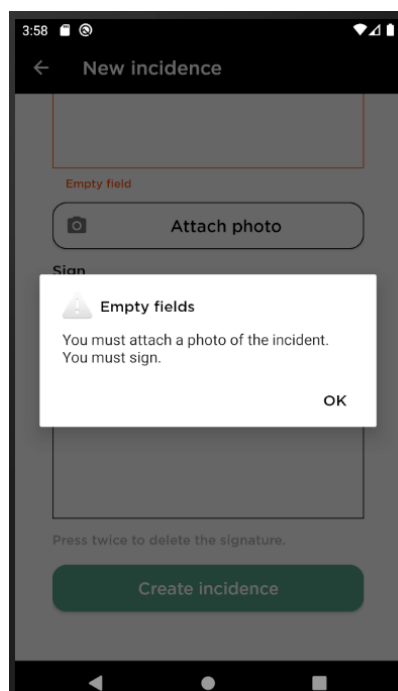 3:58
New incidence
Empty field
Attach photo
Sign
Empty fields
You must attach a photo of the incident.
You must sign.
OK
Press twice to delete the signature.
Create incidence